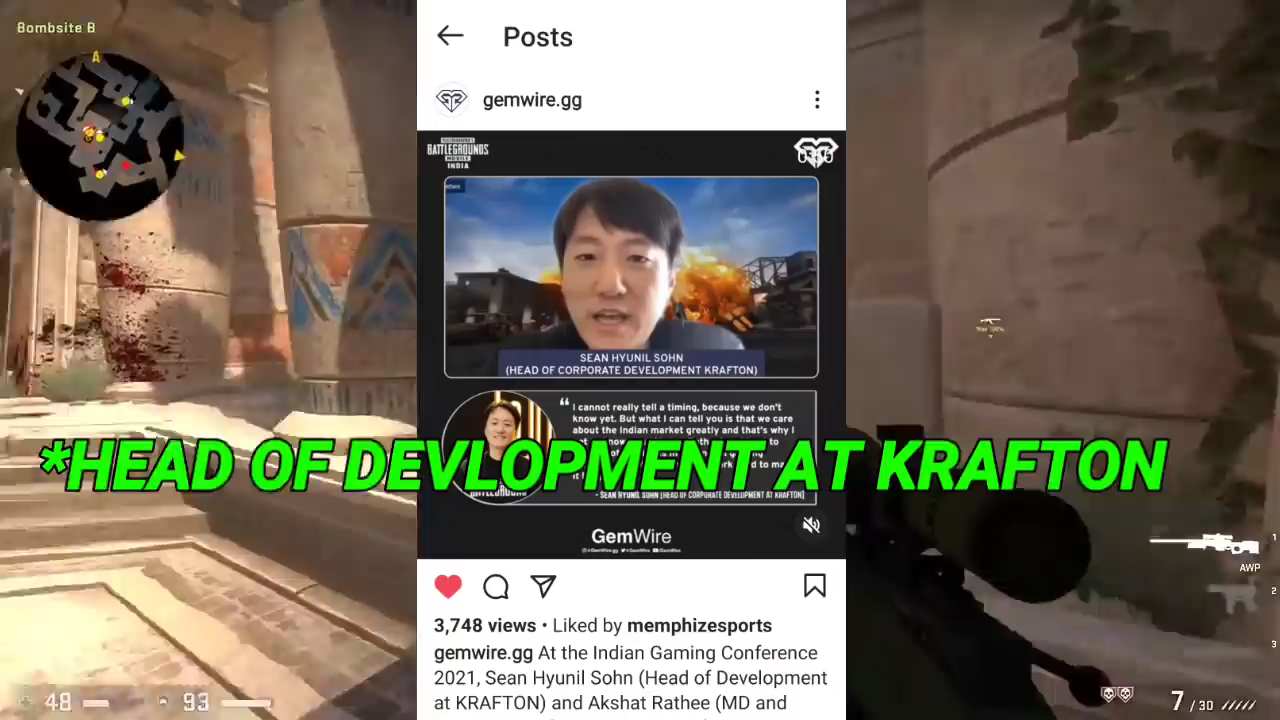 Bombsite B
A
Posts
gemwire.gg
BATTLEGROUNDS
MOBILE
INDIA
SEAN HYUNIL SOHN
(HEAD OF CORPORATE DEVELOPMENT KRAFTON)
“ I cannot really tell a timing, because we don't
know yet. But what I can tell you is that we care
about the Indian market greatly and that's why I
*HEAD OF DEVLOPMENT AT KRAFTON
- SEAN HYUNIL SOHN [HEAD OF CORPORATE DEVELOPMENT AT KRAFTON]
GemWire
AWP
1
2
3
3,748 views • Liked by memphizesports
gemwire.gg At the Indian Gaming Conference
2021, Sean Hyunil Sohn (Head of Development
at KRAFTON) and Akshat Rathee (MD and
48
93
7 / 30